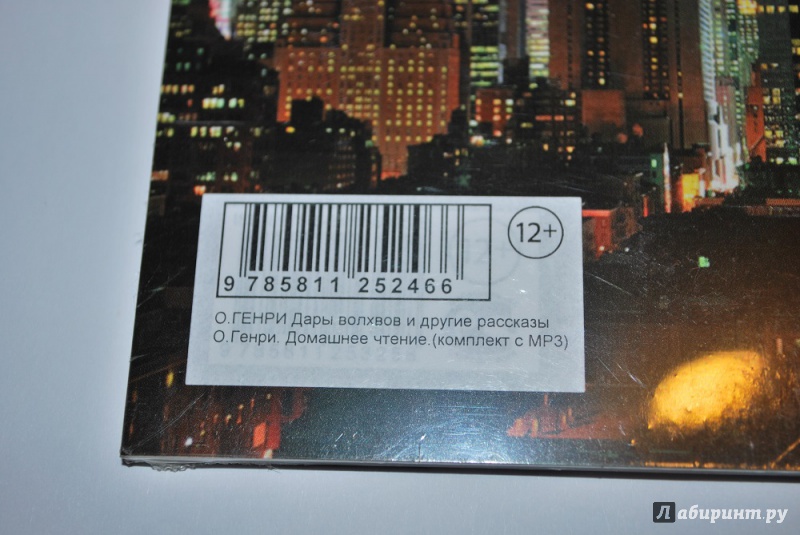 12+
9 785811 252466
О.ГЕНРИ Дары волхвов и другие рассказы
О.Генри. Домашнее чтение.(комплект с MP3)
Лабиринт.ру